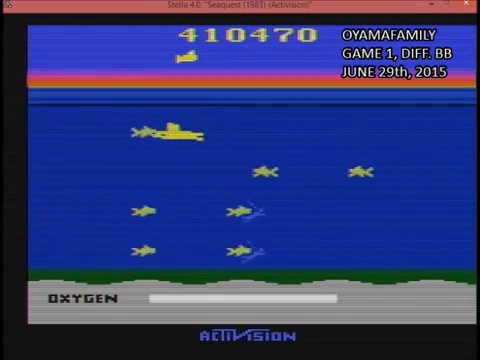 Stella 4.0: "Seaquest (1983) (Activision)"
410470
OYAMAFAMILY
GAME 1, DIFF. BB
JUNE 29th, 2015
OXYGEN
ACTIVISION